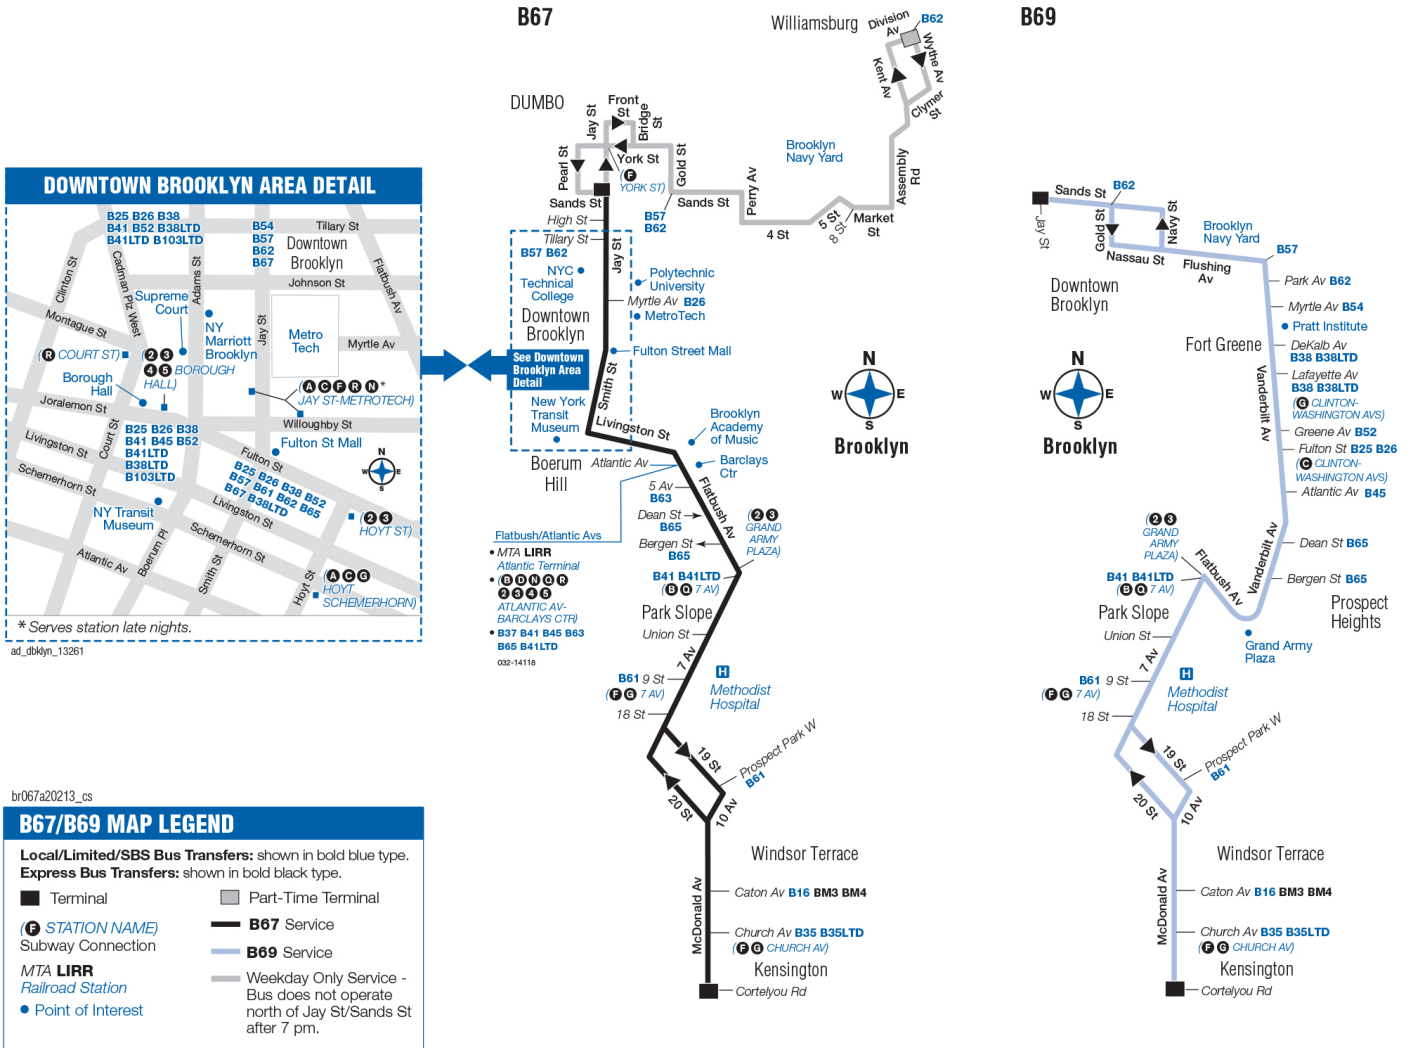 B67
B69
Williamsburg
Division
Av
B62
Wythe Av
Kent Av
Clymer
St
DUMBO
Front
St
Jay St
Bridge
St
Pearl St
York St
(F
YORK ST)
Gold St
Sands St
Sands St
Perry Av
Brooklyn
Navy Yard
Assembly
Rd
4 St
5 St
8 St
Market
St
B57
B62
High St
Tillary St
B57 B62
Jay St
NYC
Technical
College
Polytechnic
University
Myrtle Av B26
MetroTech
Downtown
Brooklyn
Fulton Street Mall
See Downtown
Brooklyn Area
Detail
Smith St
New York
Transit
Museum
Livingston St
Brooklyn
Academy
of Music
Boerum
Hill
Atlantic Av
Barclays
Ctr
5 Av
B63
Flatbush Av
Dean St
B65
Bergen St
B65
(2 3
GRAND
ARMY
PLAZA)
Flatbush/Atlantic Avs
• MTA LIRR
Atlantic Terminal
• (B D N Q R
2 3 4 5
ATLANTIC AV-
BARCLAYS CTR)
• B37 B41 B45 B63
B65 B41LTD
032-14118
B41 B41LTD
(B Q 7 AV)
Park Slope
Union St
7 Av
B61 9 St
(F G 7 AV)
H
Methodist
Hospital
18 St
19 St
Prospect Park W
B61
20 St
10 Av
Windsor Terrace
McDonald Av
Caton Av B16 BM3 BM4
Church Av B35 B35LTD
(F G CHURCH AV)
Kensington
Cortelyou Rd
N
W
E
S
Brooklyn
Sands St
B62
Jay St
Gold St
Navy St
Nassau St
Brooklyn
Navy Yard
Flushing
Av
B57
Downtown
Brooklyn
Park Av B62
Myrtle Av B54
Pratt Institute
Fort Greene
DeKalb Av
B38 B38LTD
Lafayette Av
B38 B38LTD
(G CLINTON-
WASHINGTON AVS)
Vanderbilt Av
Greene Av B52
Fulton St B25 B26
(C CLINTON-
WASHINGTON AVS)
Atlantic Av B45
N
W
E
S
Brooklyn
(2 3
GRAND
ARMY
PLAZA)
Vanderbilt Av
Dean St B65
Flatbush Av
B41 B41LTD
(B Q 7 AV)
Bergen St B65
Prospect
Heights
Park Slope
Grand Army
Plaza
Union St
7 Av
B61 9 St
(F G 7 AV)
H
Methodist
Hospital
18 St
19 St
Prospect Park W
B61
20 St
10 Av
Windsor Terrace
McDonald Av
Caton Av B16 BM3 BM4
Church Av B35 B35LTD
(F G CHURCH AV)
Kensington
Cortelyou Rd
DOWNTOWN BROOKLYN AREA DETAIL
B25 B26 B38
B41 B52 B38LTD
B41LTD B103LTD
B54
B57
B62
B67
Tillary St
Downtown
Brooklyn
Clinton St
Cadman Plz West
Adams St
Flatbush Av
Johnson St
Supreme
Court
Montague St
NY
Marriott
Brooklyn
Jay St
Metro
Tech
Myrtle Av
(R COURT ST)
(2 3
4 5 BOROUGH
HALL)
Borough
Hall
(A C F R N*
JAY ST-METROTECH)
Joralemon St
Willoughby St
Court St
B25 B26 B38
B41 B45 B52
B41LTD
B38LTD
B103LTD
Fulton St Mall
Livingston St
Fulton St
B25 B26 B38 B52
B57 B61 B62 B65
B67 B38LTD
N
W
E
S
Schemerhorn St
NY Transit
Museum
Livingston St
(2 3
HOYT ST)
Schemerhorn St
Atlantic Av
Boerum Pl
Smith St
Hoyt St
(A C G
HOYT
SCHEMERHORN)
* Serves station late nights.
ad_dbklyn_13261
br067a20213_cs
B67/B69 MAP LEGEND
Local/Limited/SBS Bus Transfers: shown in bold blue type.
Express Bus Transfers: shown in bold black type.
Terminal
Part-Time Terminal
(F STATION NAME)
Subway Connection
B67 Service
B69 Service
MTA LIRR
Railroad Station
Point of Interest
Weekday Only Service -
Bus does not operate
north of Jay St/Sands St
after 7 pm.